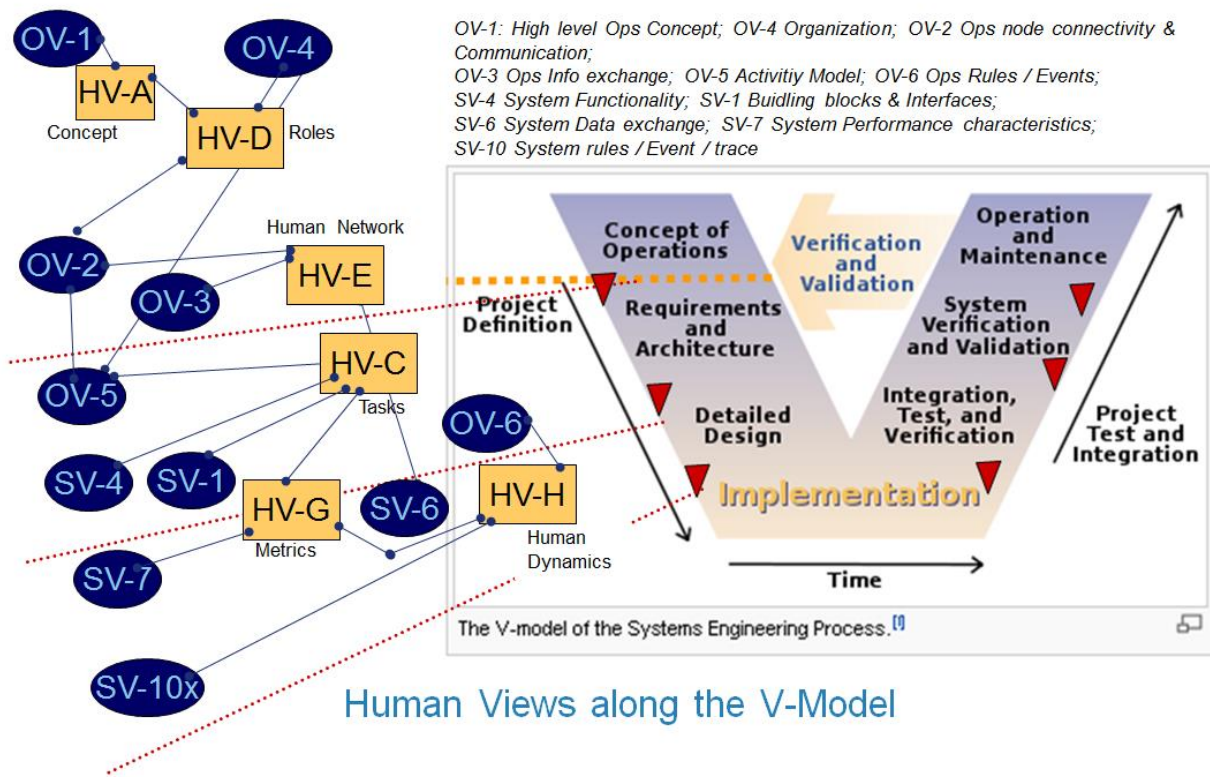 OV-1: High level Ops Concept; OV-4 Organization; OV-2 Ops node connectivity &
Communication;
OV-3 Ops Info exchange; OV-5 Activitiy Model; OV-6 Ops Rules / Events;
SV-4 System Functionality; SV-1 Buidling blocks & Interfaces;
SV-6 System Data exchange; SV-7 System Performance characteristics;
SV-10 System rules / Event / trace
OV-1
OV-4
HV-A
Concept
HV-D
Roles
Human Network
OV-2
HV-E
OV-3
HV-C
Tasks
OV-5
OV-6
SV-4
SV-1
HV-G
Metrics
SV-6
HV-H
Human
Dynamics
SV-7
SV-10x
Concept of
Operations
Verification
and
Validation
Operation
and
Maintenance
Project
Definition
Requirements
and
Architecture
System
Verification
and Validation
Detailed
Design
Integration,
Test, and
Verification
Project
Test and
Integration
Implementation
Time
The V-model of the Systems Engineering Process.[1]
Human Views along the V-Model